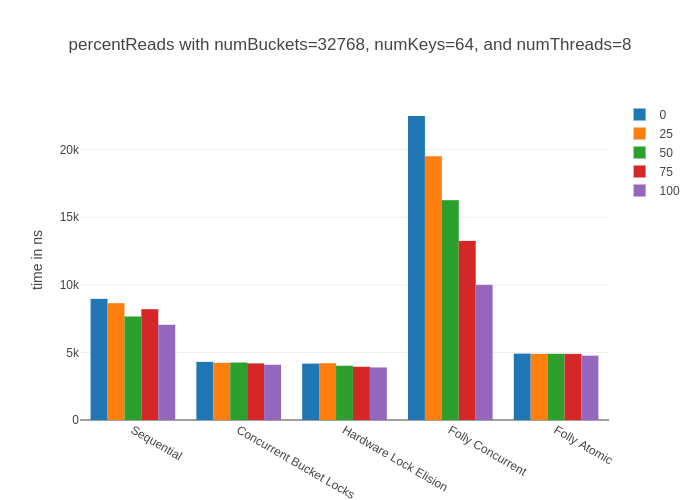 percentReads with numBuckets=32768, numKeys=64, and numThreads=8
0
25
50
75
100
20k
15k
10k
5k
0
time in ns
Sequential
Concurrent Bucket Locks
Hardware Lock Elision
Folly Concurrent
Folly Atomic